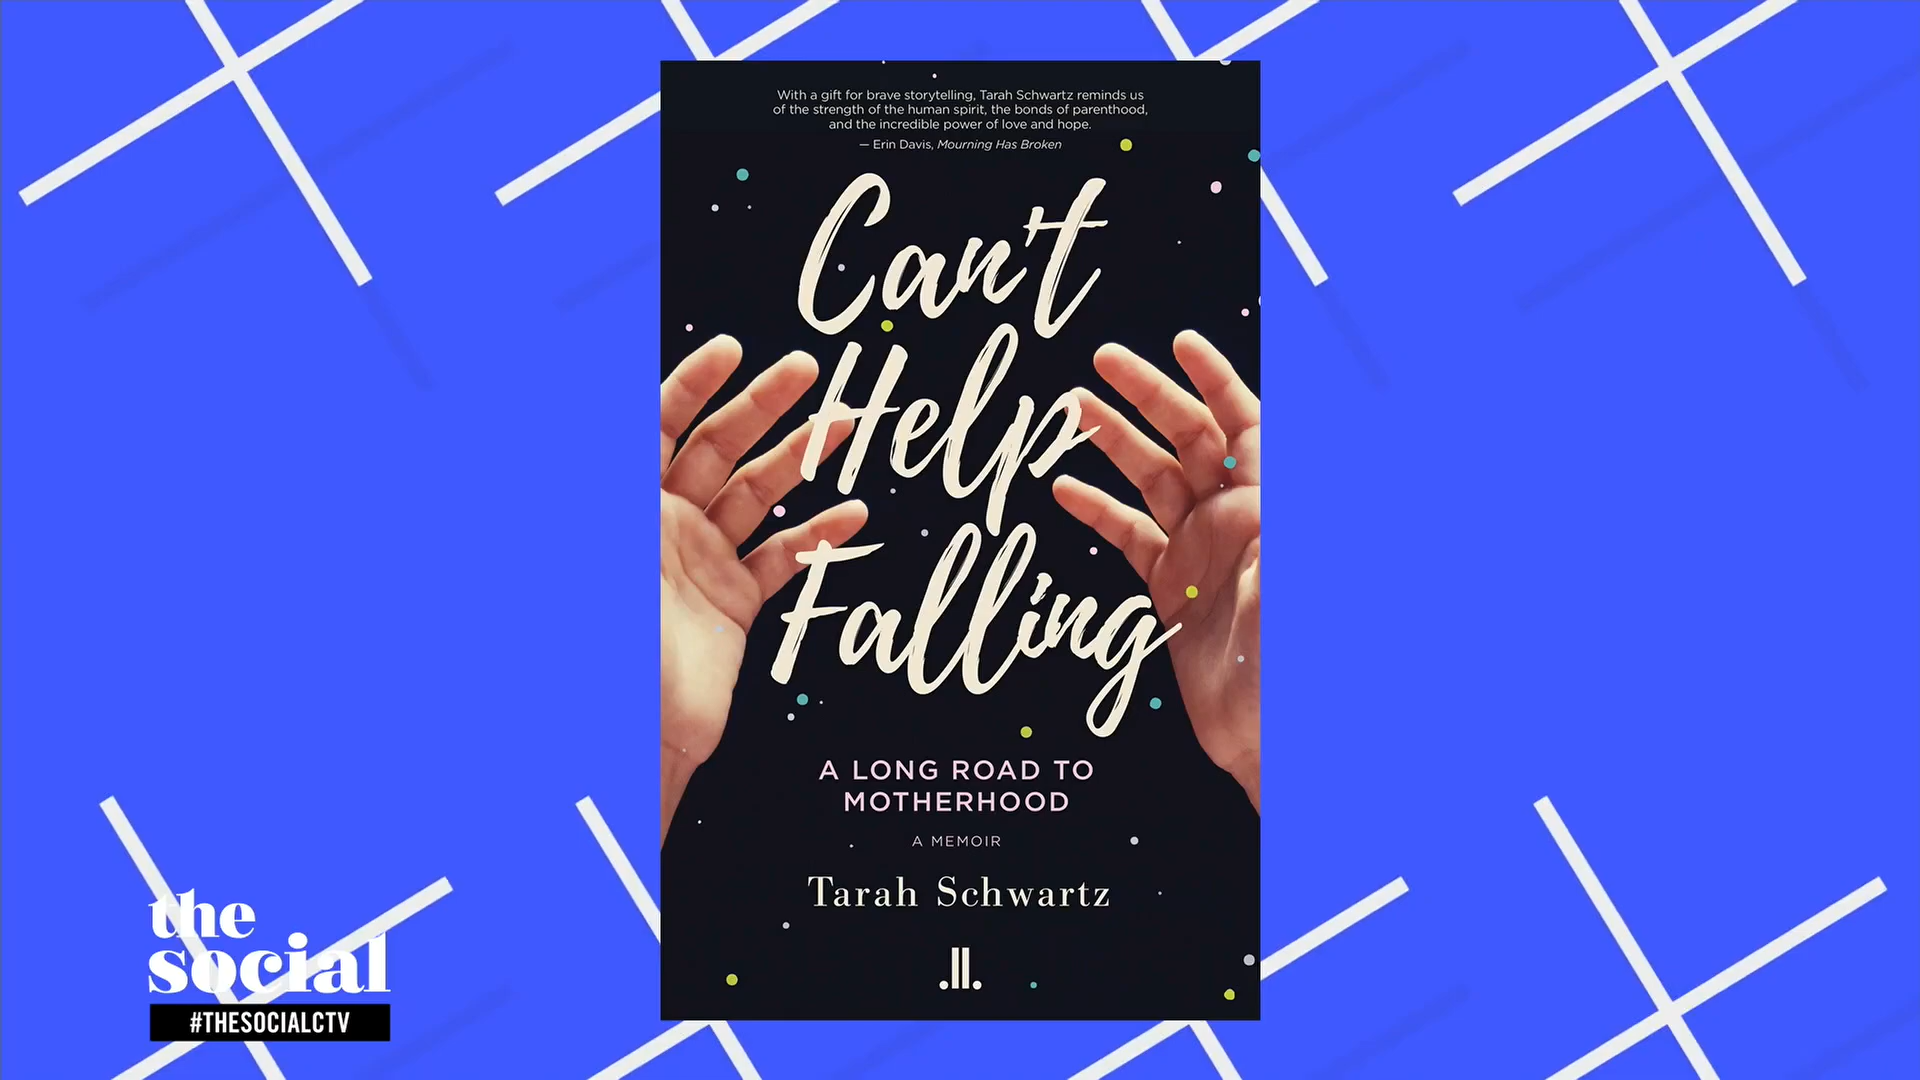 With a gift for brave storytelling, Tarah Schwartz reminds us
of the strength of the human spirit, the bonds of parenthood,
and the incredible power of love and hope.
— Erin Davis, Mourning Has Broken
Can't
Help
Falling
A LONG ROAD TO
MOTHERHOOD
A MEMOIR
Tarah Schwartz
the
social
#THESOCIALCTV